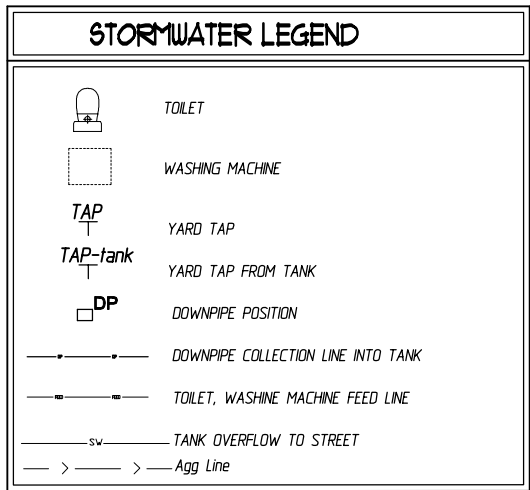 STORMWATER LEGEND
TOILET
WASHING MACHINE
TAP YARD TAP
TAP-tank YARD TAP FROM TANK
DP DOWNPIPE POSITION
DOWNPIPE COLLECTION LINE INTO TANK
TOILET, WASHINE MACHINE FEED LINE
SW TANK OVERFLOW TO STREET
Agg Line